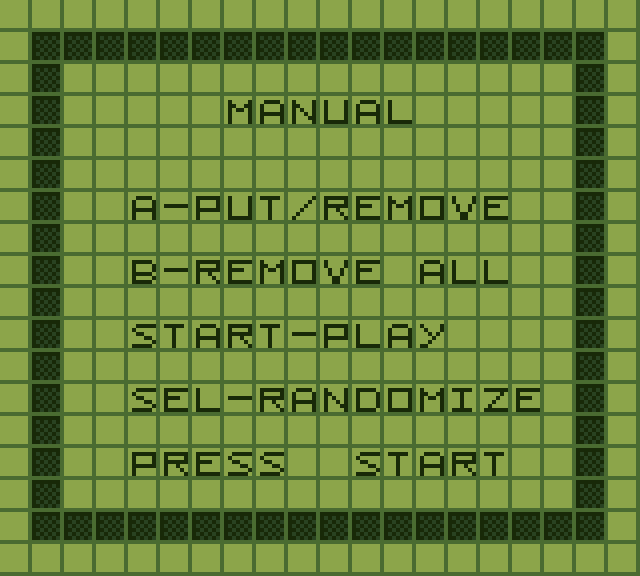 MANUAL
A-PUT/REMOVE
B-REMOVE ALL
START-PLAY
SEL-RANDOMIZE
PRESS  START